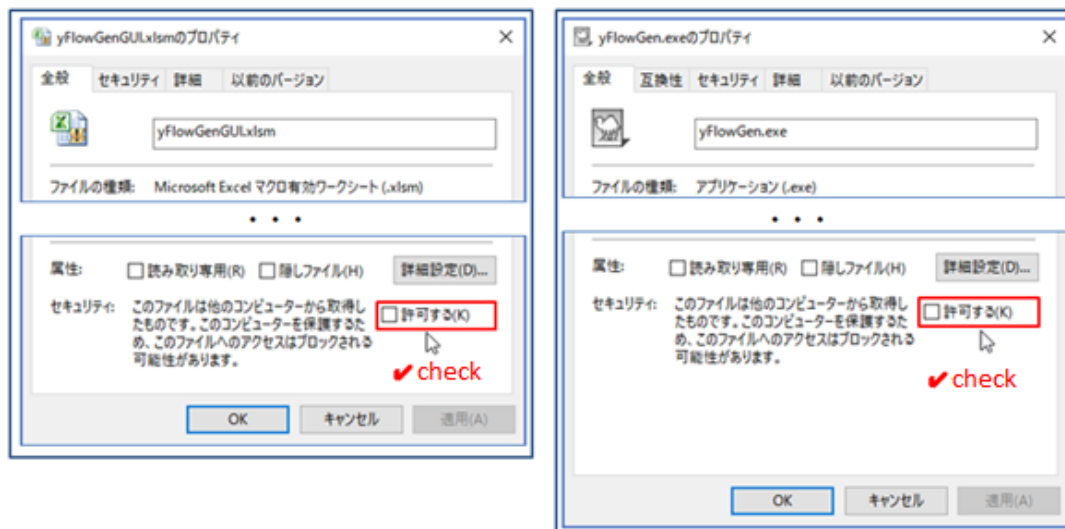 yFlowGenGUI.xlsmのプロパティ
全般 セキュリティ 詳細 以前のバージョン
yFlowGenGUI.xlsm
ファイルの種類: Microsoft Excel マクロ有効ワークシート (.xlsm)
• • •
属性: 読み取り専用(R) 隠しファイル(H) 詳細設定(D)...
セキュリティ: このファイルは他のコンピューターから取得し
たものです。このコンピューターを保護するた
め、このファイルへのアクセスはブロックされる
可能性があります。
許可する(K)
✔check
OK キャンセル 適用(A)
yFlowGen.exeのプロパティ
全般 互換性 セキュリティ 詳細 以前のバージョン
yFlowGen.exe
ファイルの種類: アプリケーション (.exe)
• • •
属性: 読み取り専用(R) 隠しファイル(H) 詳細設定(D)...
セキュリティ: このファイルは他のコンピューターから取得し
たものです。このコンピューターを保護するた
め、このファイルへのアクセスはブロックされる
可能性があります。
許可する(K)
✔check
OK キャンセル 適用(A)